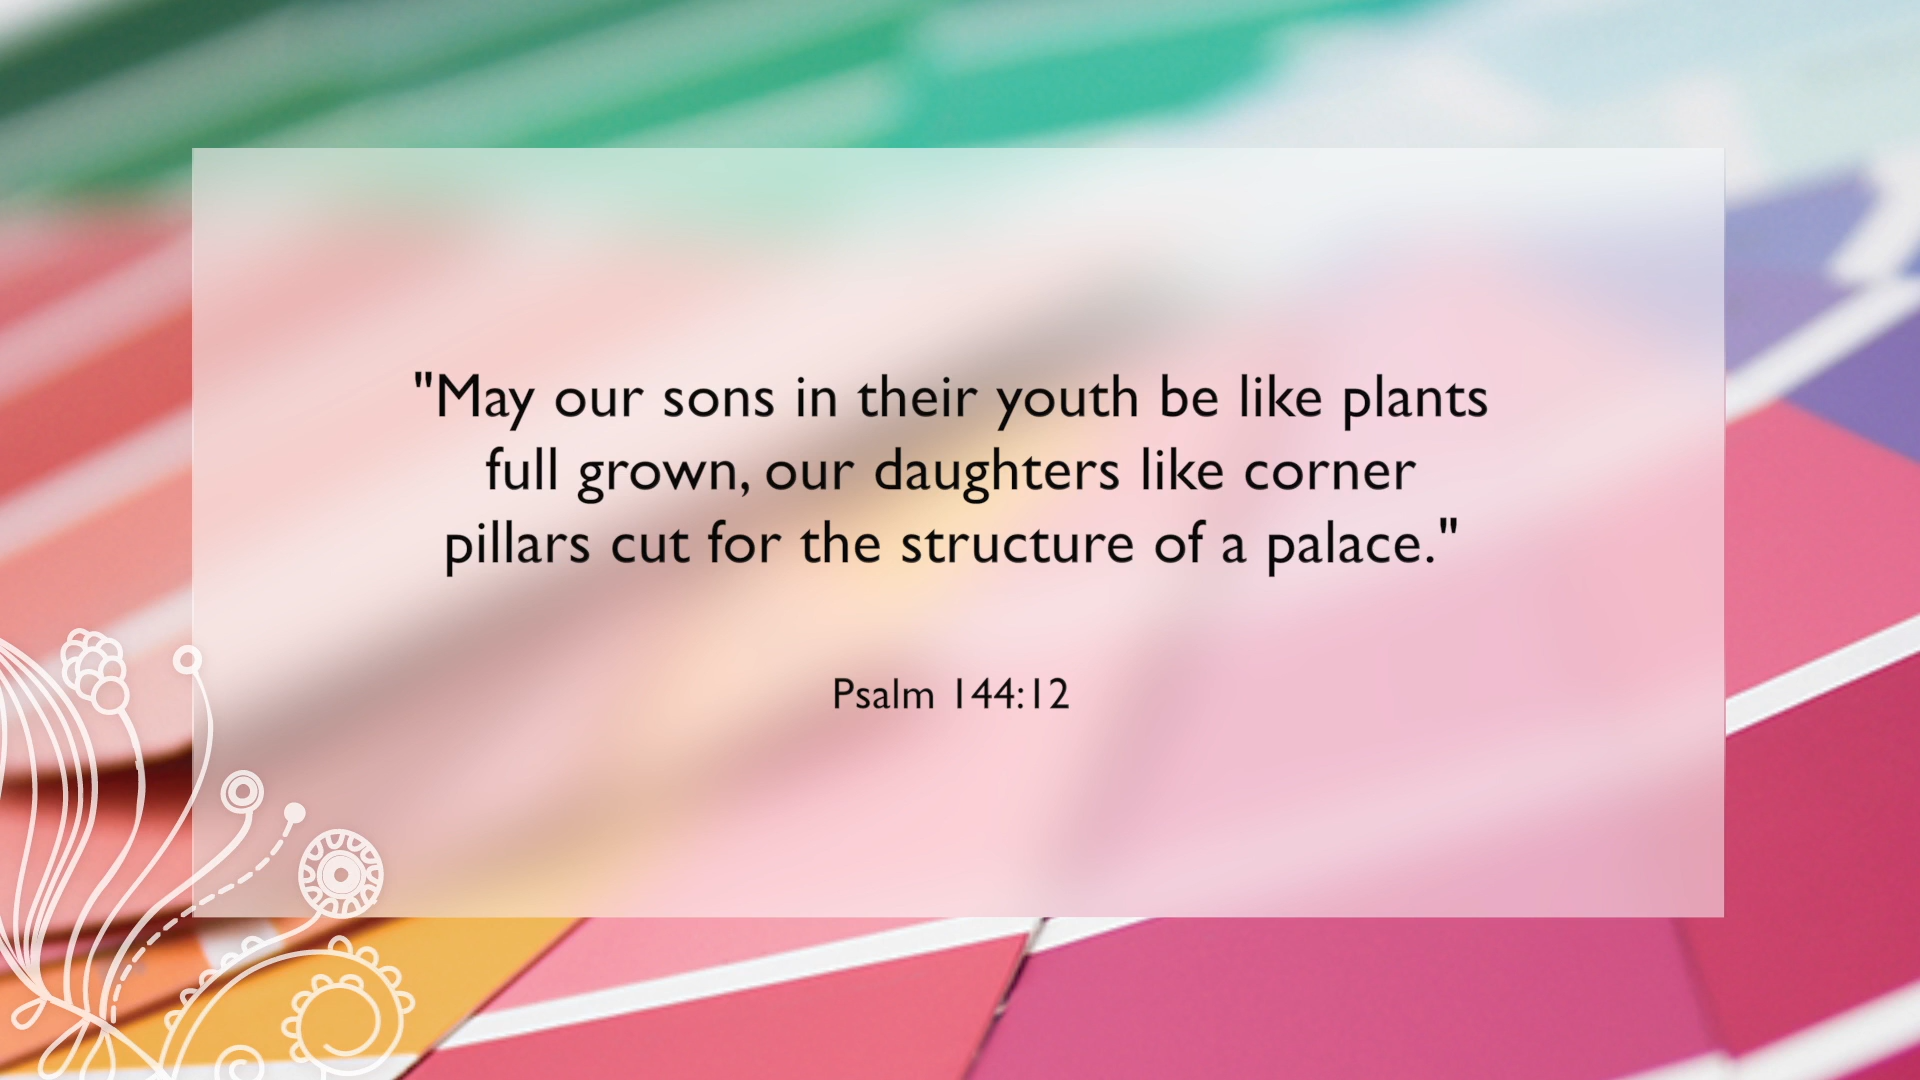 "May our sons in their youth be like plants
full grown, our daughters like corner
pillars cut for the structure of a palace."
Psalm 144:12